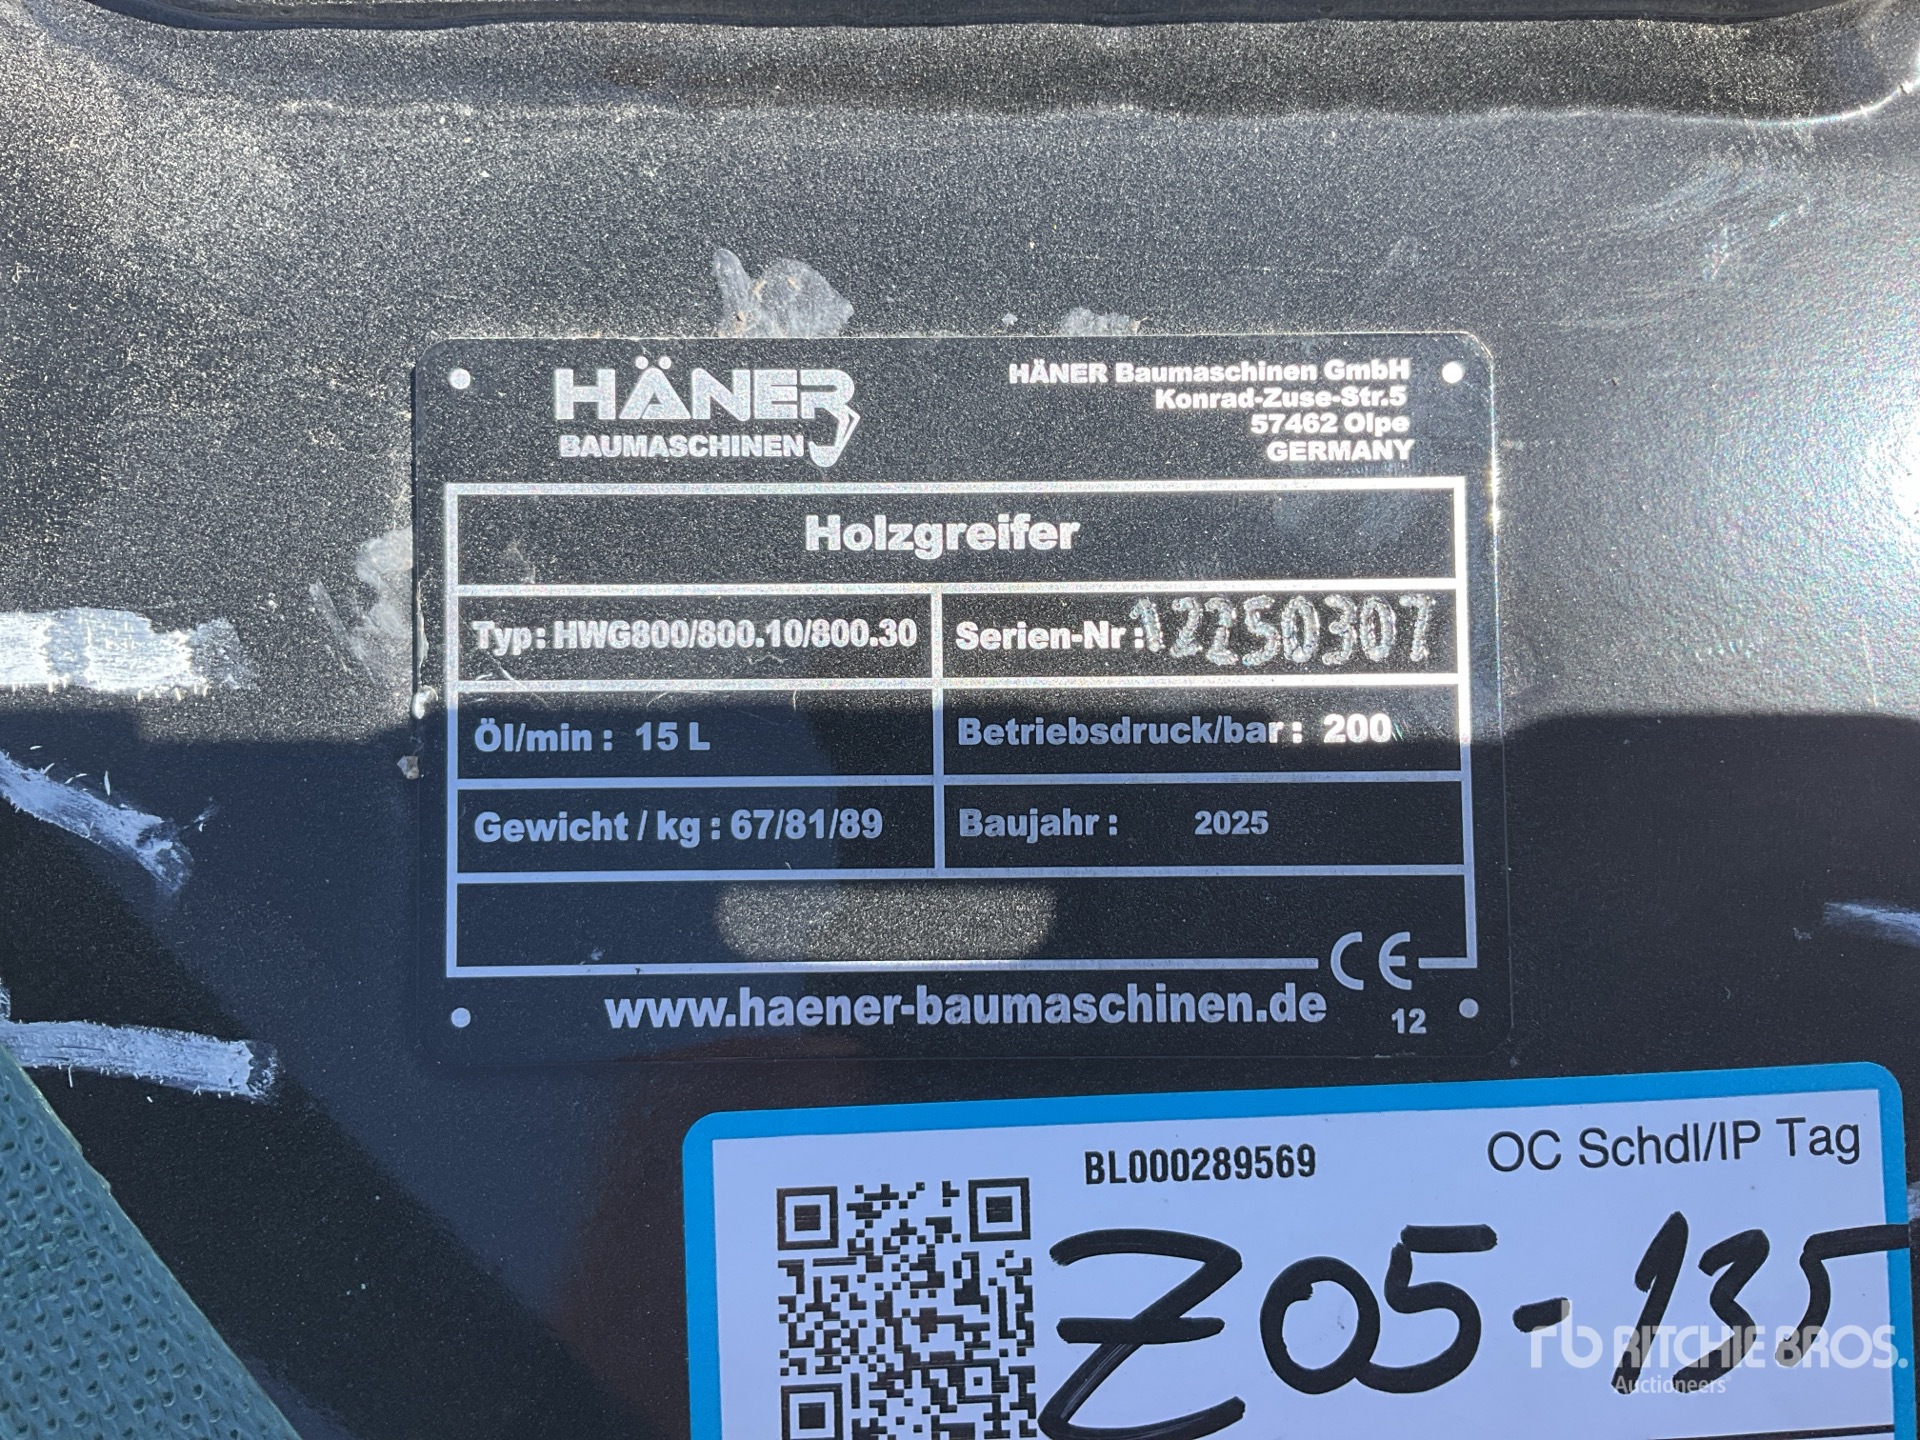 HÄNER
BAUMASCHINEN
HÄNER Baumaschinen GmbH
Konrad-Zuse-Str.5
57462 Olpe
GERMANY
Holzgreifer
Typ: HWG800/800.10/800.30
Serien-Nr: 12250307
Öl/min : 15 L
Betriebsdruck/bar : 200
Gewicht / kg : 67/81/89
Baujahr : 2025
CE
www.haener-baumaschinen.de
12
BL000289569
OC Schdl/IP Tag
Z05-135
rb RITCHIE BROS.
Auctioneers